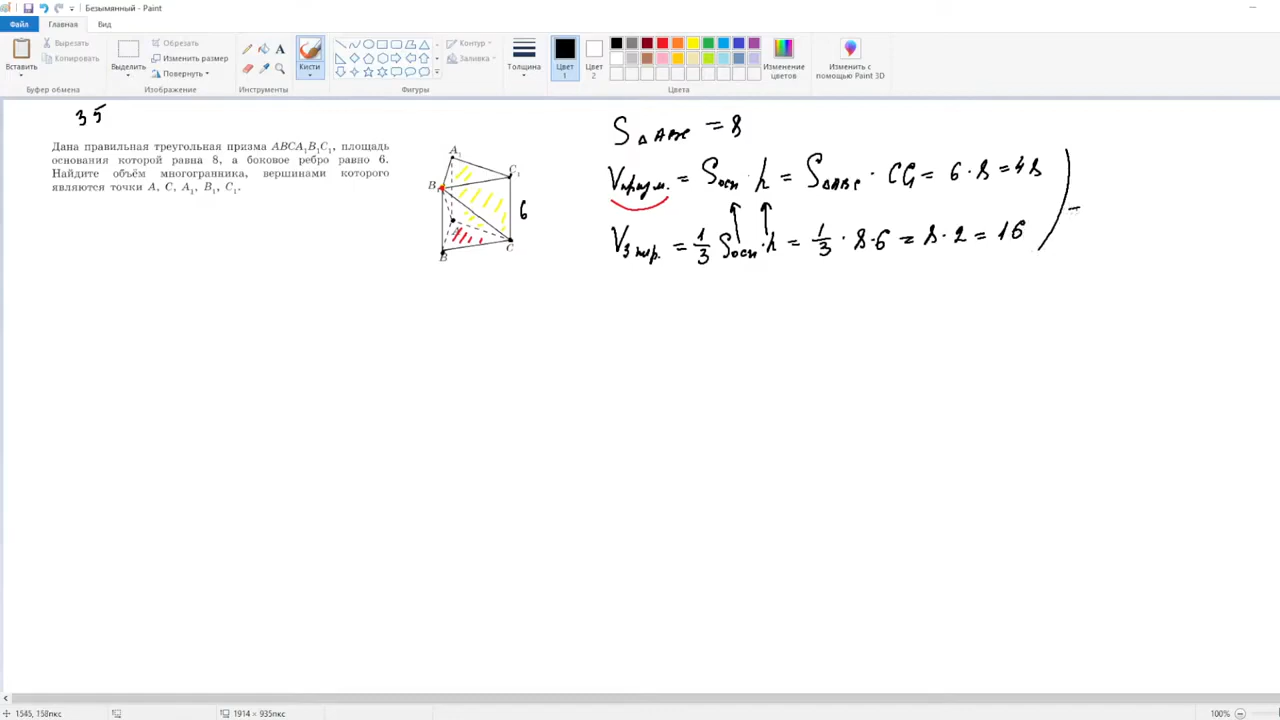 Безымянный - Paint
Файл Главная Вид
Вставить
Вырезать
Копировать
Буфер обмена
Выделить
Обрезать
Изменить размер
Повернуть
Изображение
Инструменты
Кисти
Контур
Заливка
Фигуры
Толщина
Цвет 1
Цвет 2
Изменение цветов
Цвета
Изменить с помощью Paint 3D
35
Дана правильная треугольная призма ABCA₁B₁C₁, площадь
основания которой равна 8, а боковое ребро равно 6.
Найдите объём многогранника, вершинами которого
являются точки A, C, A₁, B₁, C₁.
A₁
C₁
B₁
6
A
C
B
S△ABC = 8
Vпризм. = Sосн · h = S△ABC · CC₁ = 6 · 8 = 48
V3 пир. = 1/3 Sосн · h = 1/3 · 8 · 6 = 8 · 2 = 16
1545, 158пкс
1914 × 935пкс
100%